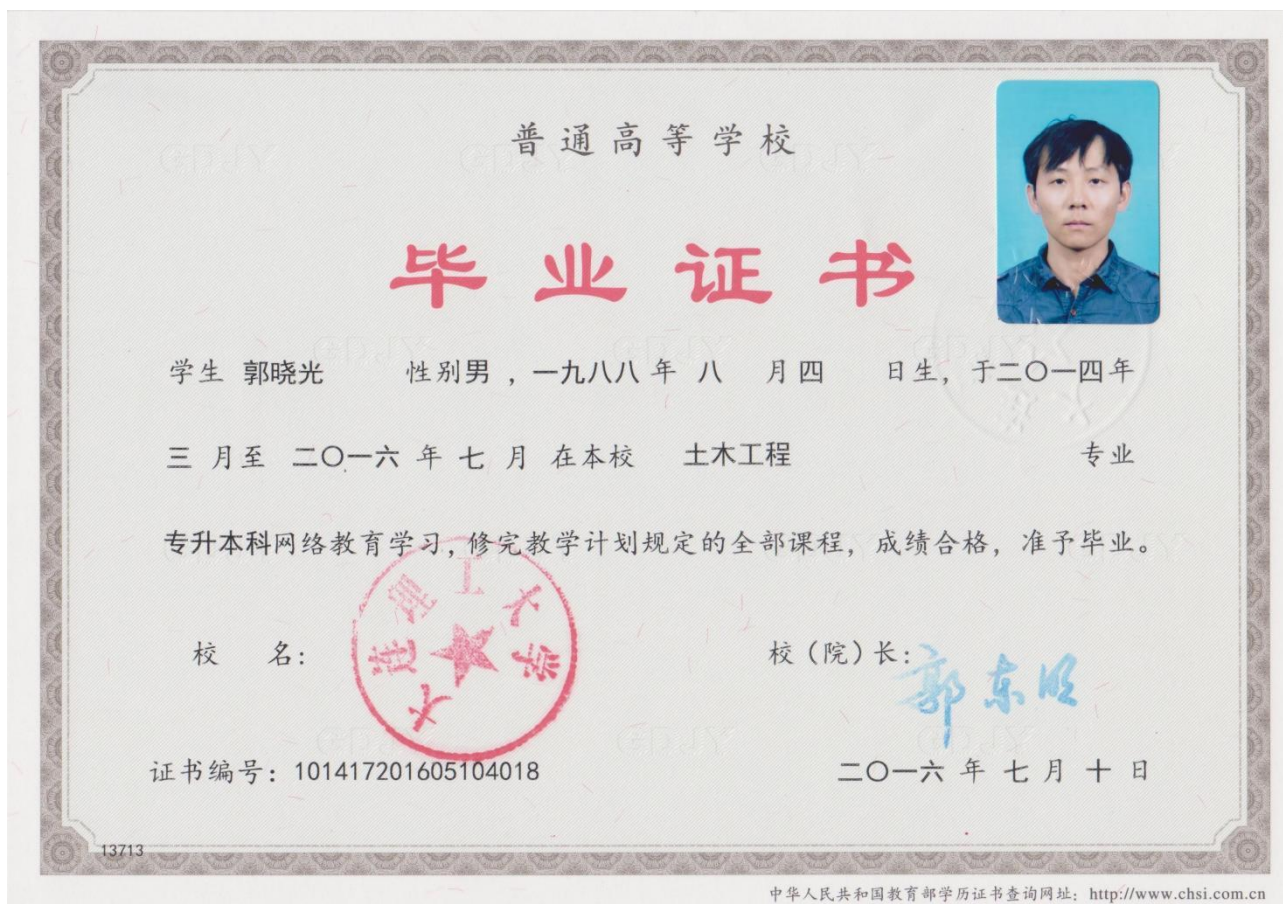 普通高等学校
毕业证书
学生 郭晓光 性别男 ，一九八八 年 八 月 四 日生，于二〇一四年
三 月至 二〇一六 年 七 月 在本校 土木工程 专业
专升本科网络教育学习，修完教学计划规定的全部课程，成绩合格，准予毕业。
校 名：
大连理工大学
校（院）长：
郭东明
证书编号：101417201605104018
二〇一六 年 七 月 十 日
13713
中华人民共和国教育部学历证书查询网址：http://www.chsi.com.cn